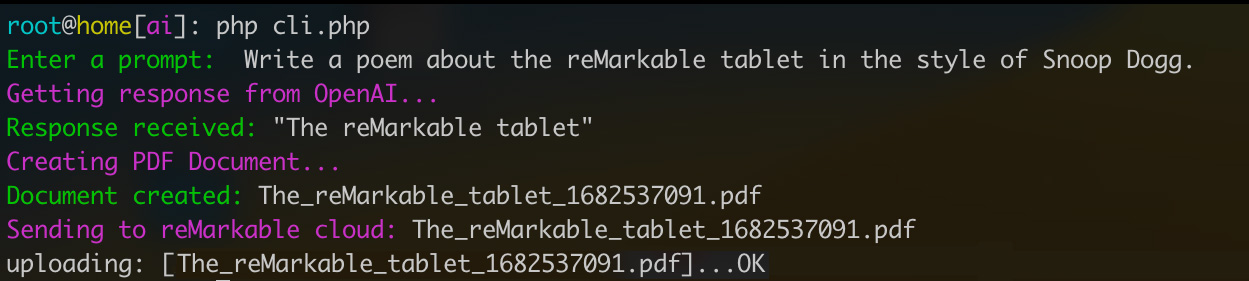 root@home[ai]: php cli.php
Enter a prompt:  Write a poem about the reMarkable tablet in the style of Snoop Dogg.
Getting response from OpenAI...
Response received: "The reMarkable tablet"
Creating PDF Document...
Document created: The_reMarkable_tablet_1682537091.pdf
Sending to reMarkable cloud: The_reMarkable_tablet_1682537091.pdf
uploading: [The_reMarkable_tablet_1682537091.pdf]...OK